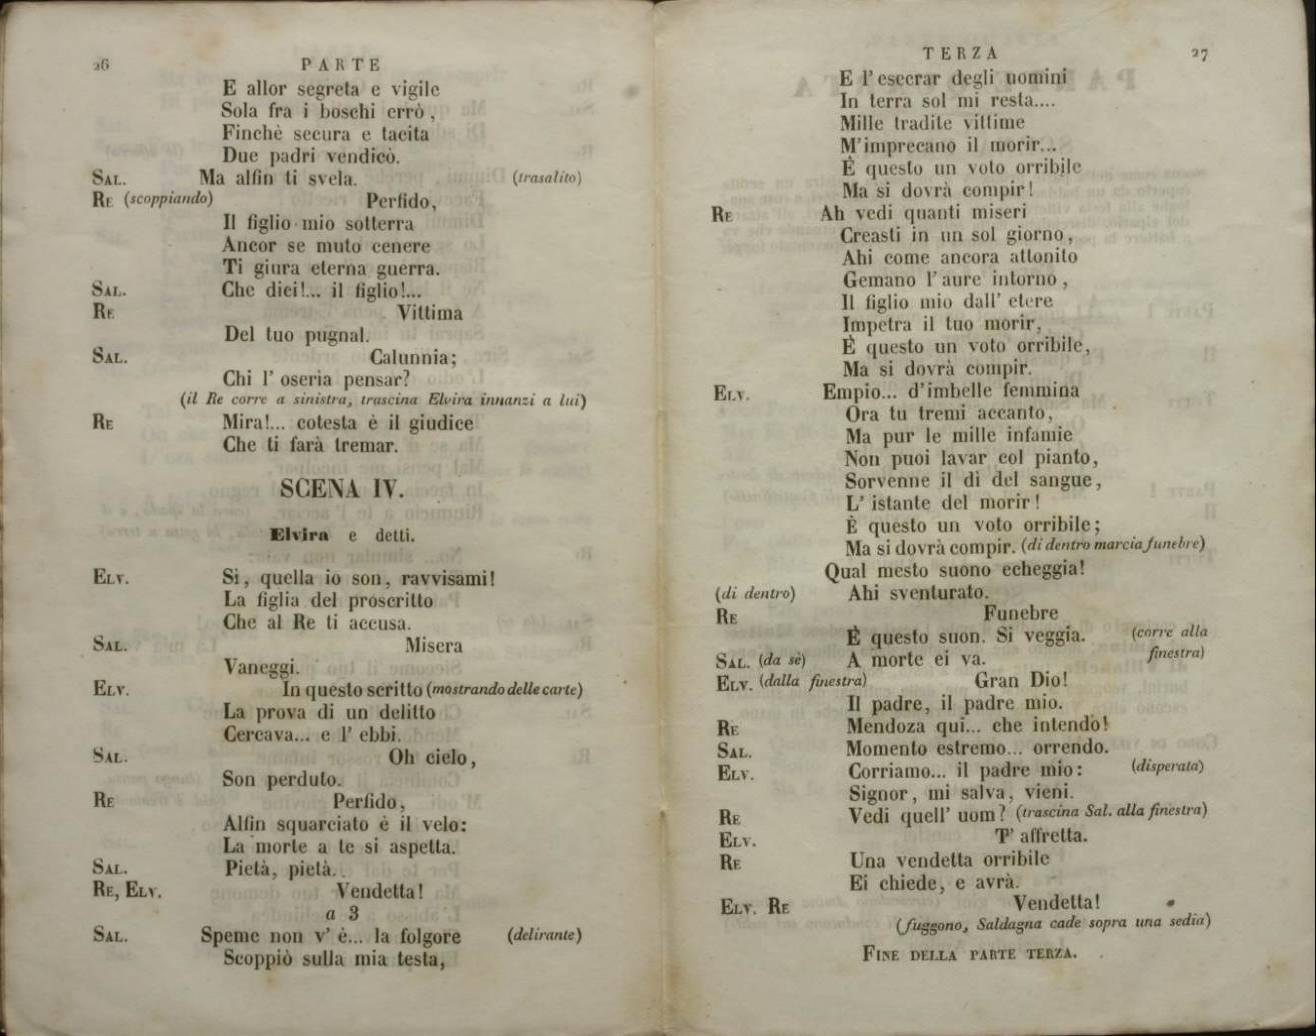 26
PARTE
E allor segreta e vigile
Sola fra i boschi errò,
Finchè secura e tacita
Due padri vendicò.
SAL. Ma alfin ti svela. (trasalito)
RE (scoppiando) Perfido,
Il figlio mio sotterra
Ancor se muto cenere
Ti giura eterna guerra.
SAL. Che dici!... il figlio!...
RE Vittima
Del tuo pugnal.
SAL. Calunnia;
Chi l' oseria pensar?
(il Re corre a sinistra, trascina Elvira innanzi a lui)
RE Mira!... cotesta è il giudice
Che ti farà tremar.
SCENA IV.
Elvira e detti.
ELV. Si, quella io son, ravvisami!
La figlia del proscritto
Che al Re ti accusa.
SAL. Misera
Vaneggi.
ELV. In questo scritto (mostrando delle carte)
La prova di un delitto
Cercava... e l' ebbi.
SAL. Oh cielo,
Son perduto.
RE Perfido,
Alfin squarciato è il velo:
La morte a te si aspetta.
SAL. Pietà, pietà..
RE, ELV. Vendetta!
a 3
SAL. Speme non v' è... la folgore (delirante)
Scoppiò sulla mia testa,
TERZA
27
E l' esecrar degli uomini
In terra sol mi resta....
Mille tradite vittime
M'imprecano il morir...
È questo un voto orribile
Ma si dovrà compir!
RE Ah vedi quanti miseri
Creasti in un sol giorno,
Ahi come ancora attonito
Gemano l' aure intorno,
Il figlio mio dall' etere
Impetra il tuo morir,
È questo un voto orribile,
Ma si dovrà compir.
ELV. Empio... d'imbelle femmina
Ora tu tremi accanto,
Ma pur le mille infamie
Non puoi lavar col pianto,
Sorvenne il dì del sangue,
L' istante del morir!
È questo un voto orribile;
Ma si dovrà compir. (di dentro marcia funebre)
Qual mesto suono echeggia!
(di dentro) Ahi sventurato.
RE Funebre
È questo suon. Si veggia. (corre alla finestra)
SAL. (da sè) A morte ei va.
ELV. (dalla finestra) Gran Dio!
Il padre, il padre mio.
RE Mendoza qui... che intendo!
SAL. Momento estremo... orrendo.
ELV. Corriamo... il padre mio: (disperata)
Signor, mi salva, vieni.
RE Vedi quell' uom? (trascina Sal. alla finestra)
ELV. T' affretta.
RE Una vendetta orribile
Ei chiede, e avrà.
ELV. RE Vendetta!
(fuggono, Saldagna cade sopra una sedia)
FINE DELLA PARTE TERZA.